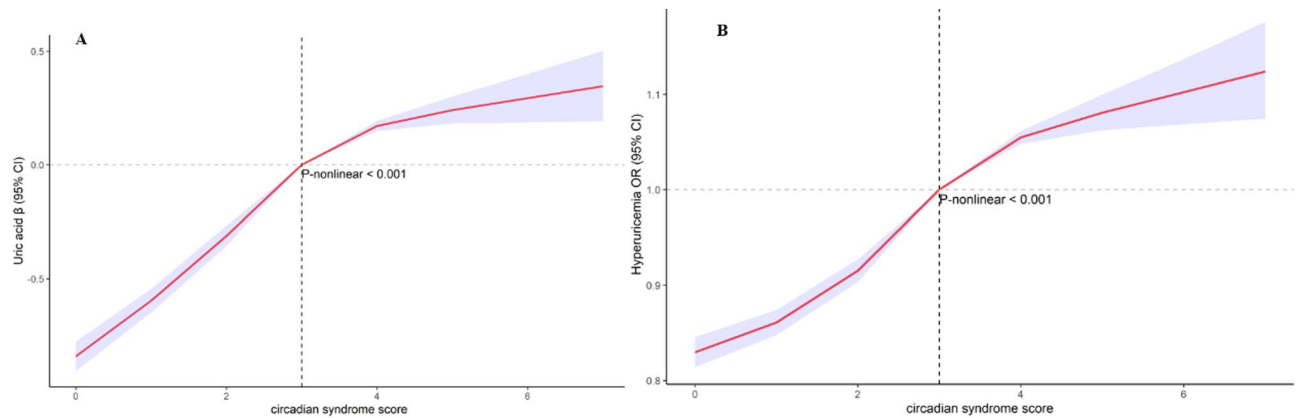 A
Uric acid β (95% CI)
0.5
0.0
-0.5
P-nonlinear < 0.001
0
2
4
6
circadian syndrome score
B
Hyperuricemia OR (95% CI)
1.1
1.0
0.9
0.8
P-nonlinear < 0.001
0
2
4
6
circadian syndrome score